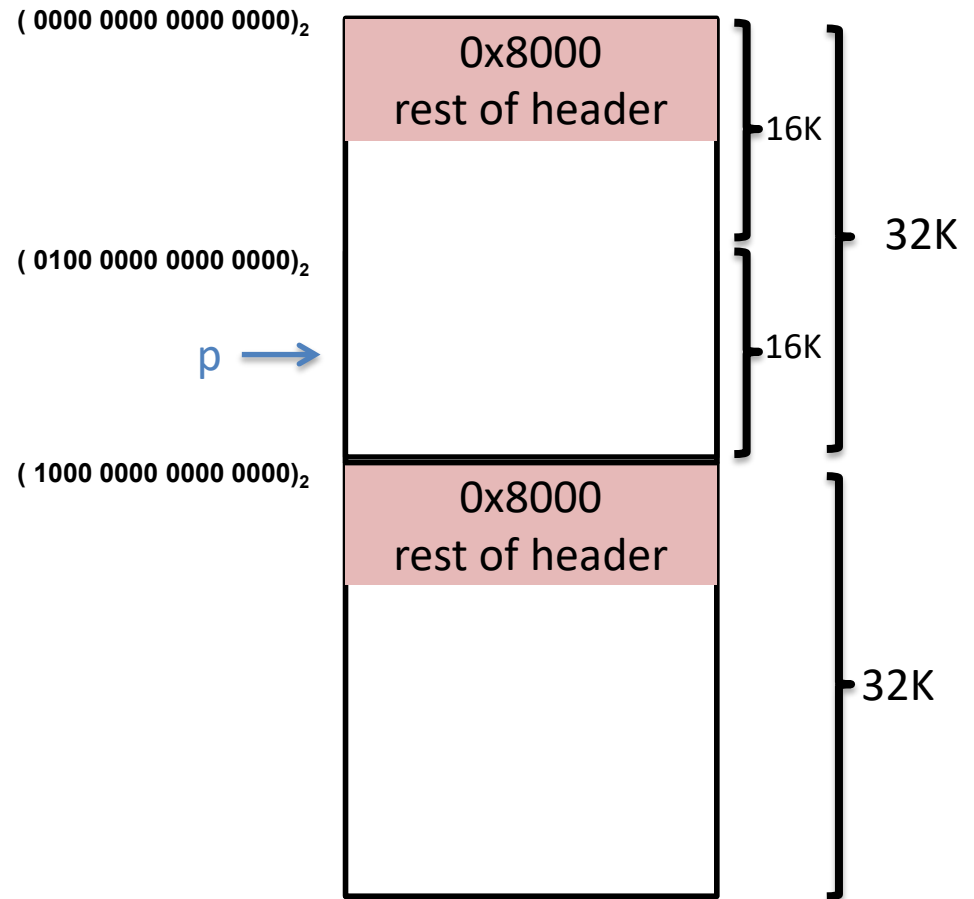 ( 0000 0000 0000 0000)₂
0x8000
rest of header
16K
32K
( 0100 0000 0000 0000)₂
p
16K
( 1000 0000 0000 0000)₂
0x8000
rest of header
32K